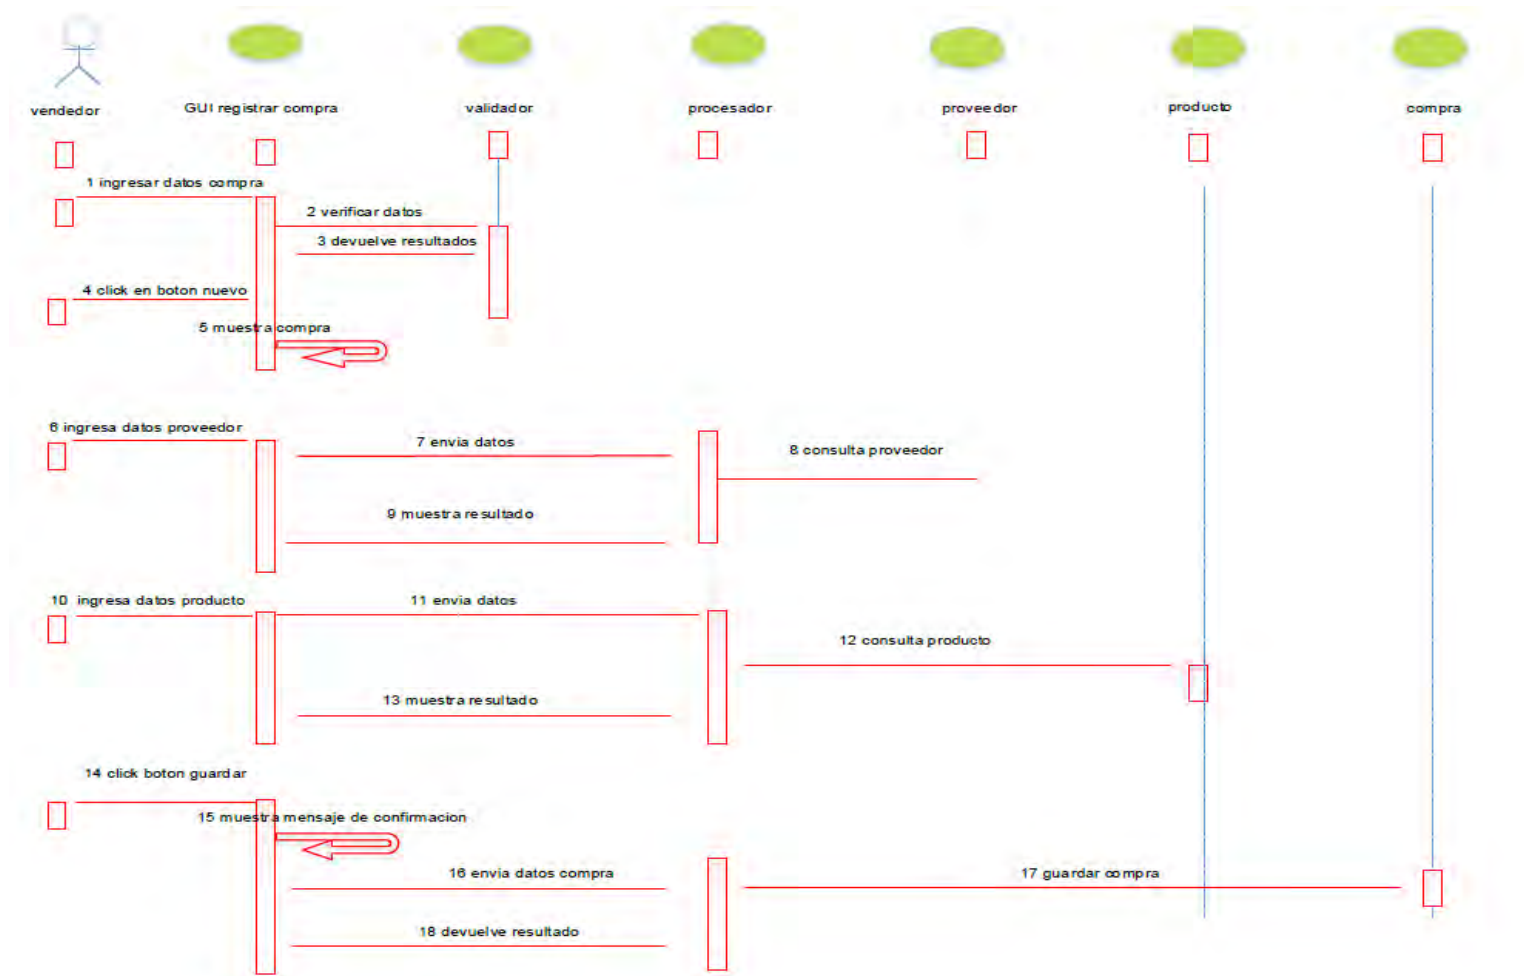 vendedor
GUI registrar compra
validador
procesador
proveedor
producto
compra
1 ingresar datos compra
2 verificar datos
3 devuelve resultados
4 click en boton nuevo
5 muestra compra
6 ingresa datos proveedor
7 envia datos
8 consulta proveedor
9 muestra resultado
10 ingresa datos producto
11 envia datos
12 consulta producto
13 muestra resultado
14 click boton guardar
15 muestra mensaje de confirmacion
16 envia datos compra
17 guardar compra
18 devuelve resultado